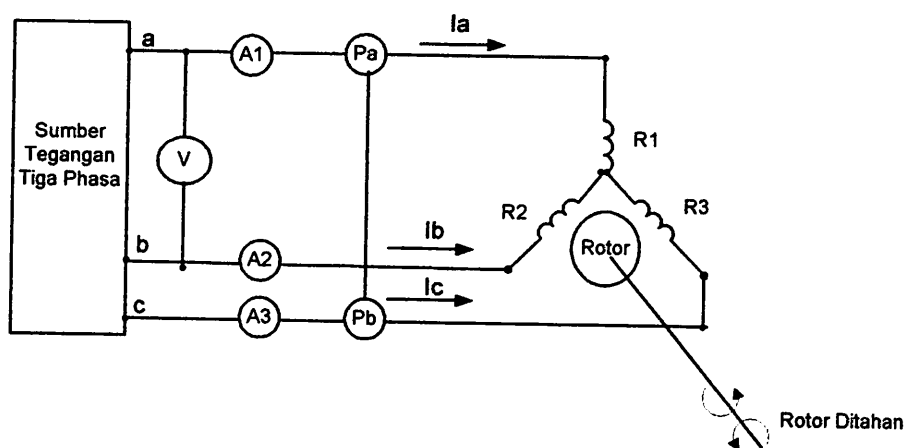 a
A1
Pa
Ia
Sumber
Tegangan
Tiga Phasa
V
R1
R2
R3
b
A2
Ib
Rotor
c
A3
Pb
Ic
Rotor Ditahan